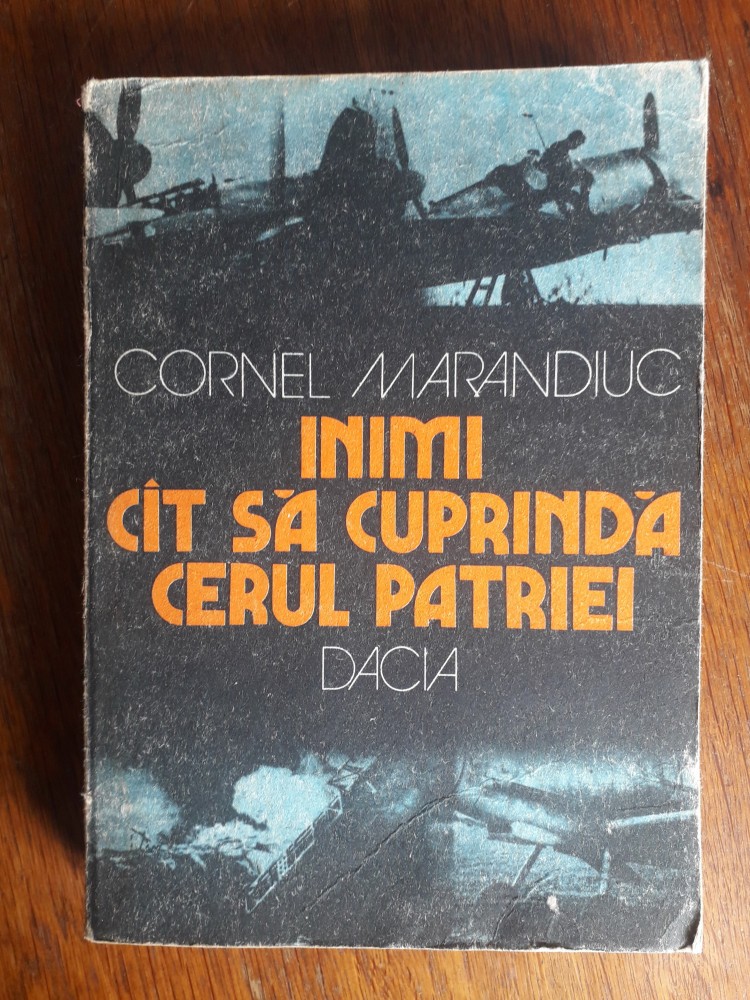 CORNEL MARANDIUC
INIMI
CÎT SĂ CUPRINDĂ
CERUL PATRIEI
DACIA